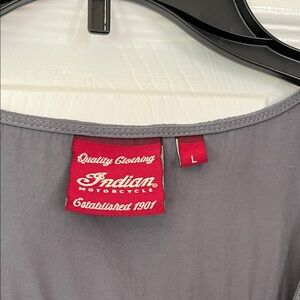 Quality Clothing
Indian
MOTORCYCLE
Established 1901
L